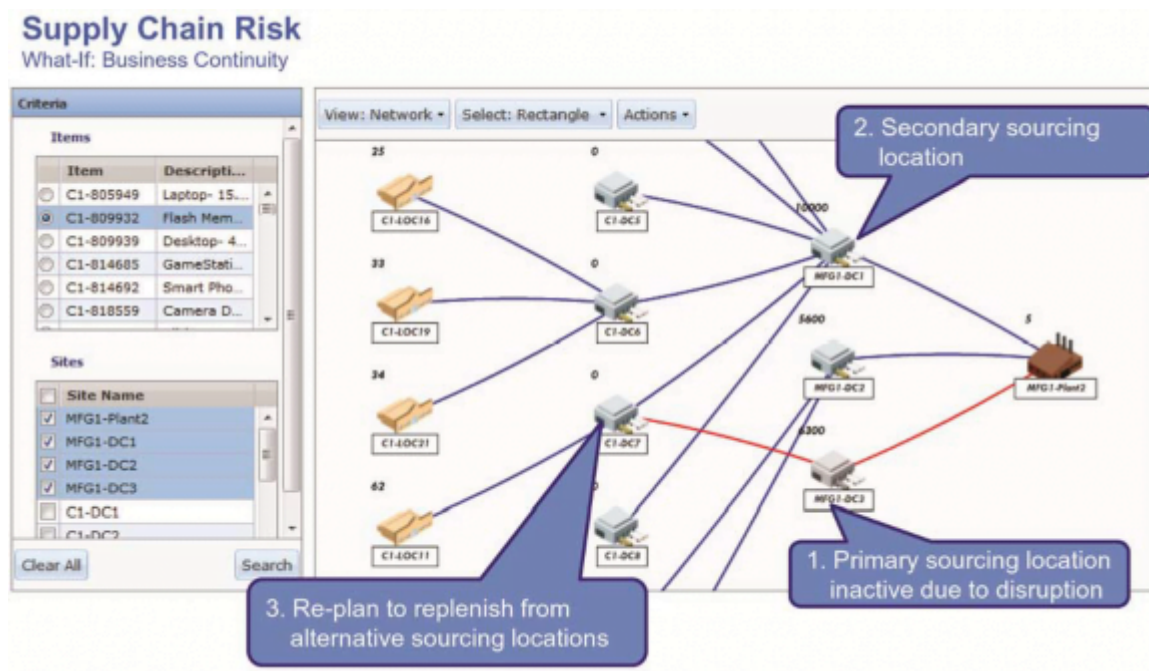 Supply Chain Risk
What-If: Business Continuity
Criteria
View: Network
Select: Rectangle
Actions
Items
Item Descripti...
C1-805949 Laptop- 15....
C1-809932 Flash Mem...
C1-809939 Desktop- 4...
C1-814685 GameStati...
C1-814692 Smart Pho...
C1-818559 Camera D...
Sites
Site Name
MFG1-Plant2
MFG1-DC1
MFG1-DC2
MFG1-DC3
C1-DC1
C1-DC2
Clear All
Search
25
C1-LOC16
33
C1-LOC19
34
C1-LOC21
62
C1-LOC11
0
C1-DC5
0
C1-DC6
0
C1-DC7
0
C1-DC8
10000
MFG1-DC1
5600
MFG1-DC2
6300
MFG1-DC3
5
MFG1-Plant2
2. Secondary sourcing
location
1. Primary sourcing location
inactive due to disruption
3. Re-plan to replenish from
alternative sourcing locations